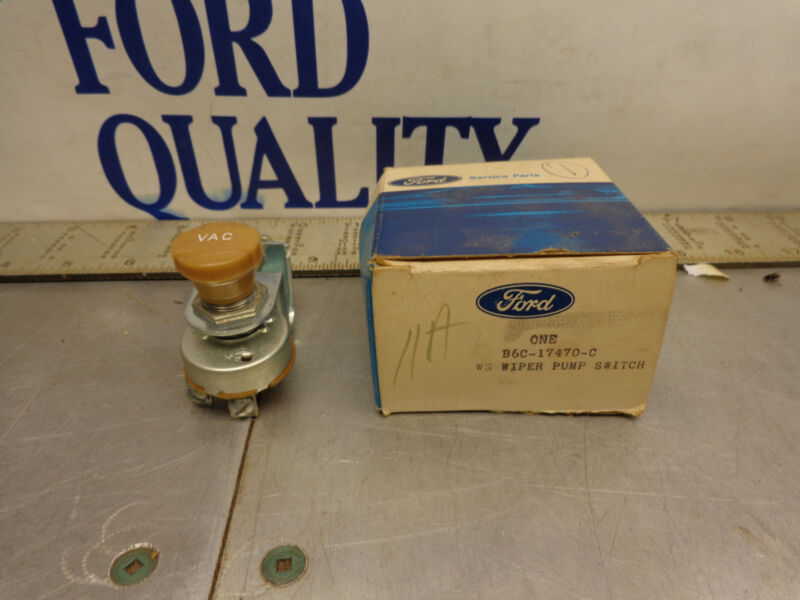 FORD
QUALITY
VAC
Ford
Service Parts
Ford
ONE
B6C-17470-C
WS WIPER PUMP SWITCH
11A